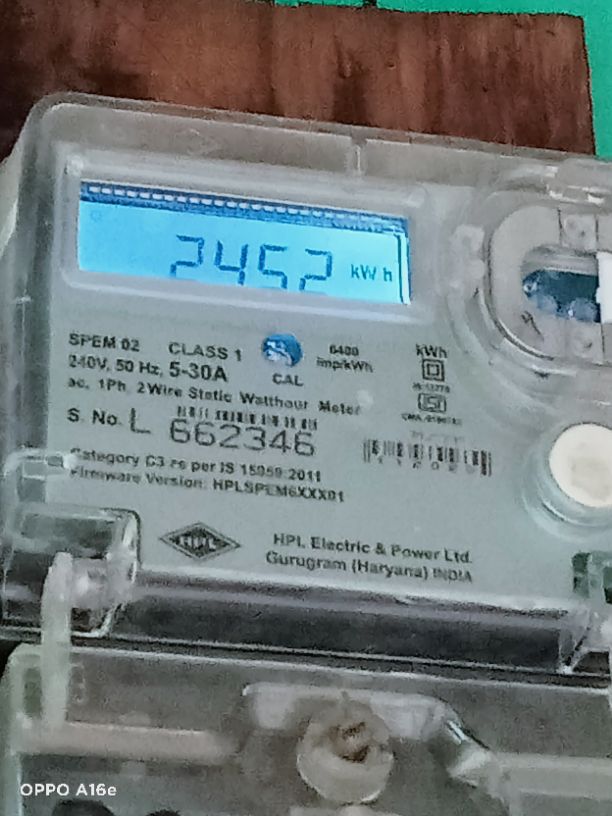 2452 kWh
SPEM 02 CLASS 1
6400
imp/kWh
kWh
240V, 50 Hz, 5-30A
CAL
ac, 1Ph, 2Wire Static Watthour Meter
S. No. L 662346
Category C3 as per IS 15959:2011
Firmware Version: HPLSPEM6XXX01
HPL
HPL Electric & Power Ltd.
Gurugram (Haryana) INDIA
OPPO A16e